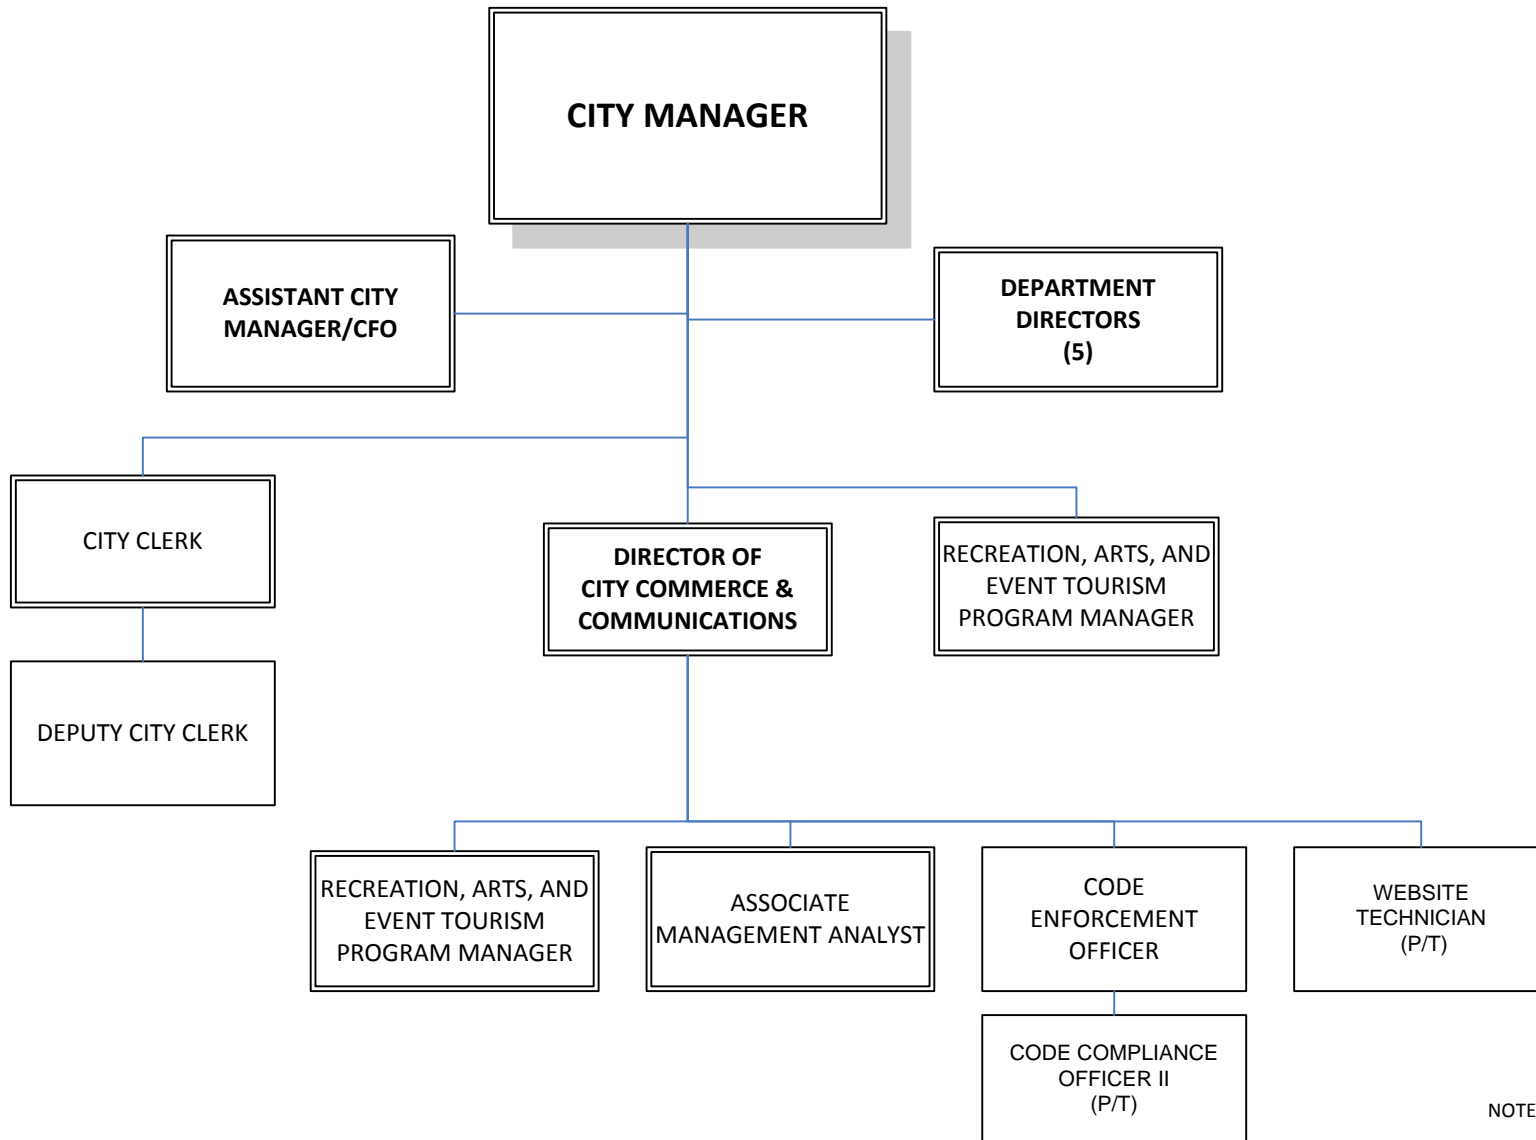 CITY MANAGER
ASSISTANT CITY
MANAGER/CFO
DEPARTMENT
DIRECTORS
(5)
CITY CLERK
DIRECTOR OF
CITY COMMERCE &
COMMUNICATIONS
RECREATION, ARTS, AND
EVENT TOURISM
PROGRAM MANAGER
DEPUTY CITY CLERK
RECREATION, ARTS, AND
EVENT TOURISM
PROGRAM MANAGER
ASSOCIATE
MANAGEMENT ANALYST
CODE
ENFORCEMENT
OFFICER
WEBSITE
TECHNICIAN
(P/T)
CODE COMPLIANCE
OFFICER II
(P/T)
NOTE